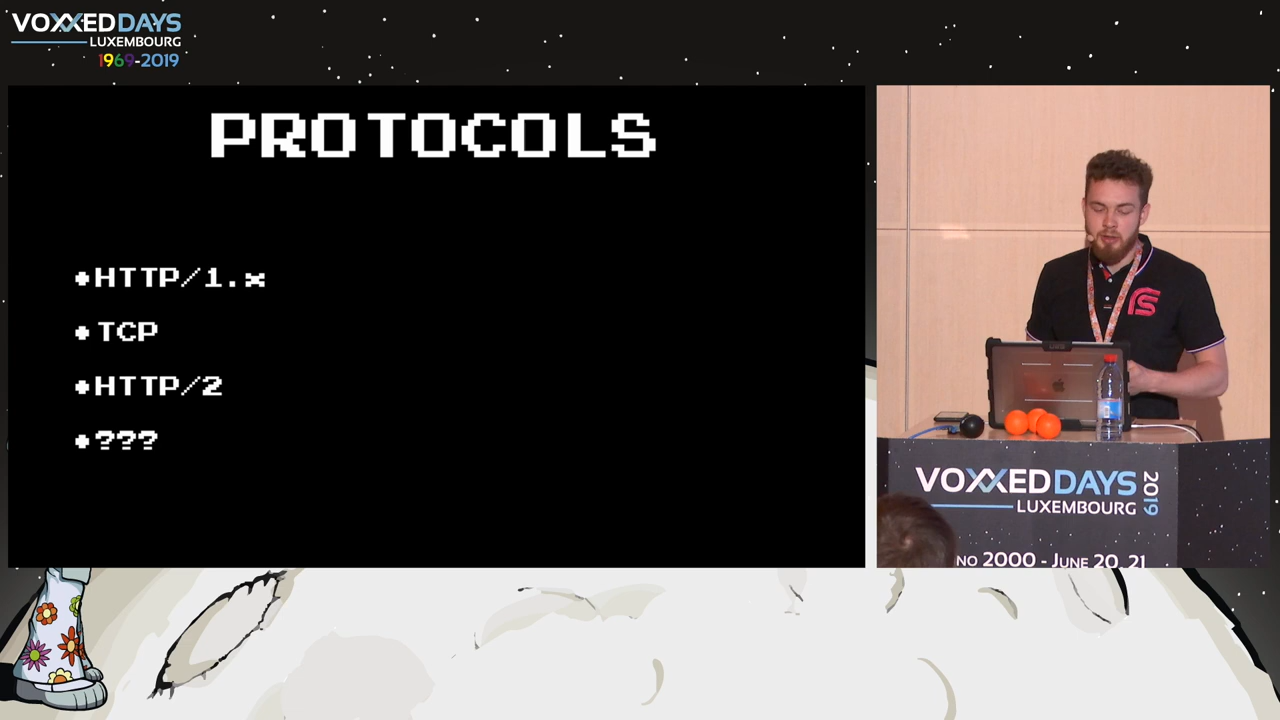 VOXXED DAYS
LUXEMBOURG
1969-2019
PROTOCOLS
•HTTP/1.x
•TCP
•HTTP/2
•???
VOXXED DAYS 2019
LUXEMBOURG
NO 2000 - JUNE 20, 21